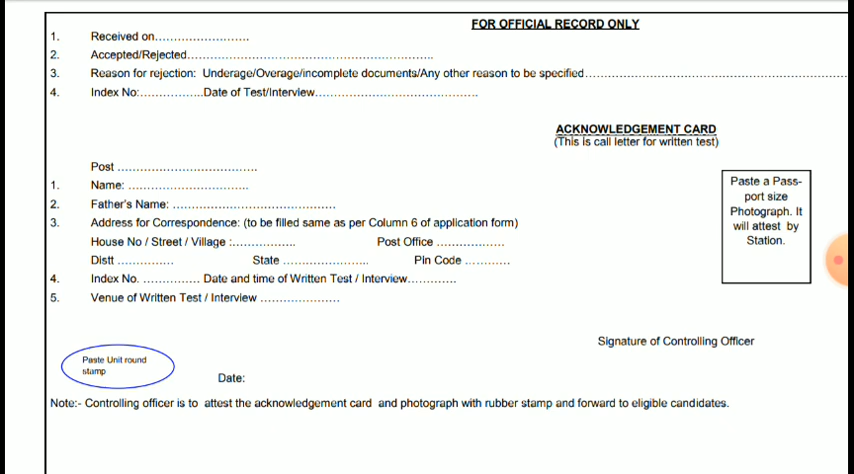 FOR OFFICIAL RECORD ONLY
1. Received on..........................
2. Accepted/Rejected....................................................................
3. Reason for rejection: Underage/Overage/incomplete documents/Any other reason to be specified..........................................................................
4. Index No:.................Date of Test/Interview.............................................
ACKNOWLEDGEMENT CARD
(This is call letter for written test)
Post ......................................
1. Name: .................................
2. Father's Name: .............................................
3. Address for Correspondence: (to be filled same as per Column 6 of application form)
House No / Street / Village :................. Post Office ..................
Distt ............... State ....................... Pin Code ............
4. Index No. ............... Date and time of Written Test / Interview.............
5. Venue of Written Test / Interview .....................
Paste a Pass-
port size
Photograph. It
will attest by
Station.
Signature of Controlling Officer
Paste Unit round
stamp
Date:
Note:- Controlling officer is to attest the acknowledgement card and photograph with rubber stamp and forward to eligible candidates.